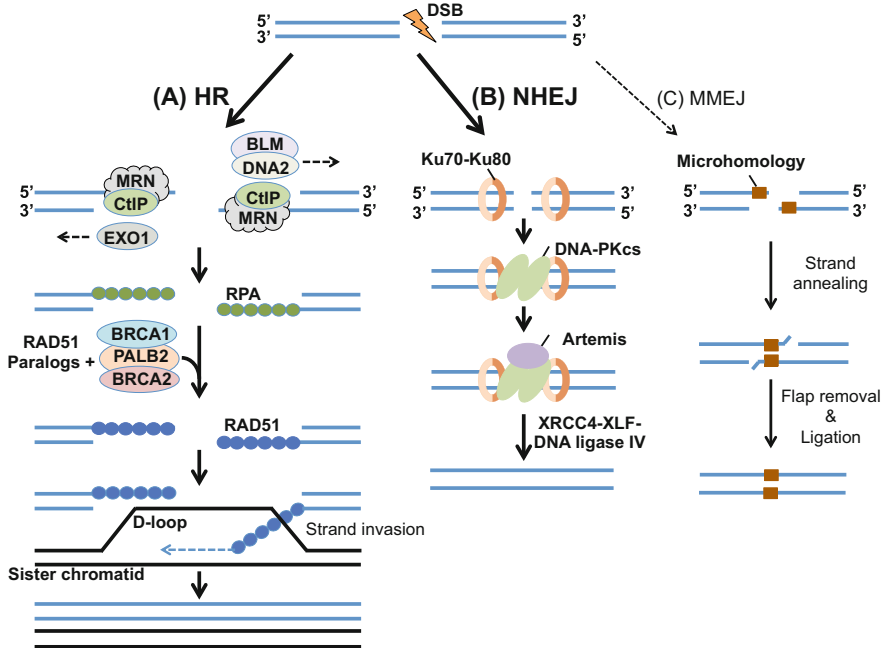 DSB
5’ 3’
3’ 5’
(A) HR
(B) NHEJ
(C) MMEJ
BLM
DNA2
MRN
CtIP
CtIP
MRN
5’ 3’
3’ 5’
EXO1
RPA
RAD51
Paralogs +
BRCA1
PALB2
BRCA2
RAD51
D-loop
Strand invasion
Sister chromatid
Ku70-Ku80
5’ 3’
3’ 5’
DNA-PKcs
Artemis
XRCC4-XLF-
DNA ligase IV
Microhomology
5’ 5’
3’ 3’
Strand
annealing
Flap removal
&
Ligation